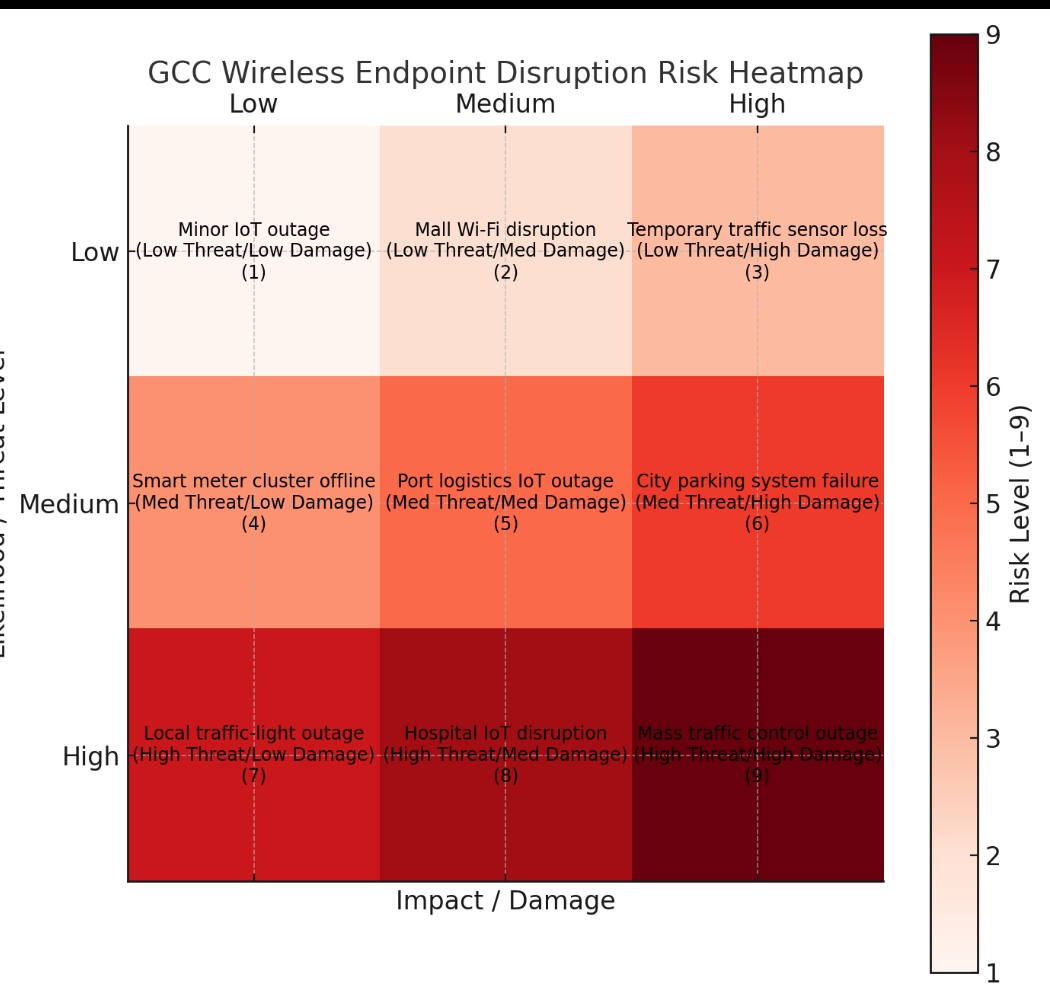 GCC Wireless Endpoint Disruption Risk Heatmap
Low
Medium
High
Low
Minor IoT outage
(Low Threat/Low Damage)
(1)
Mall Wi-Fi disruption
(Low Threat/Med Damage)
(2)
Temporary traffic sensor loss
(Low Threat/High Damage)
(3)
Medium
Smart meter cluster offline
(Med Threat/Low Damage)
(4)
Port logistics IoT outage
(Med Threat/Med Damage)
(5)
City parking system failure
(Med Threat/High Damage)
(6)
High
Local traffic-light outage
(High Threat/Low Damage)
(7)
Hospital IoT disruption
(High Threat/Med Damage)
(8)
Mass traffic control outage
(High Threat/High Damage)
(9)
Impact / Damage
9
8
7
6
5
4
3
2
1
Risk Level (1–9)